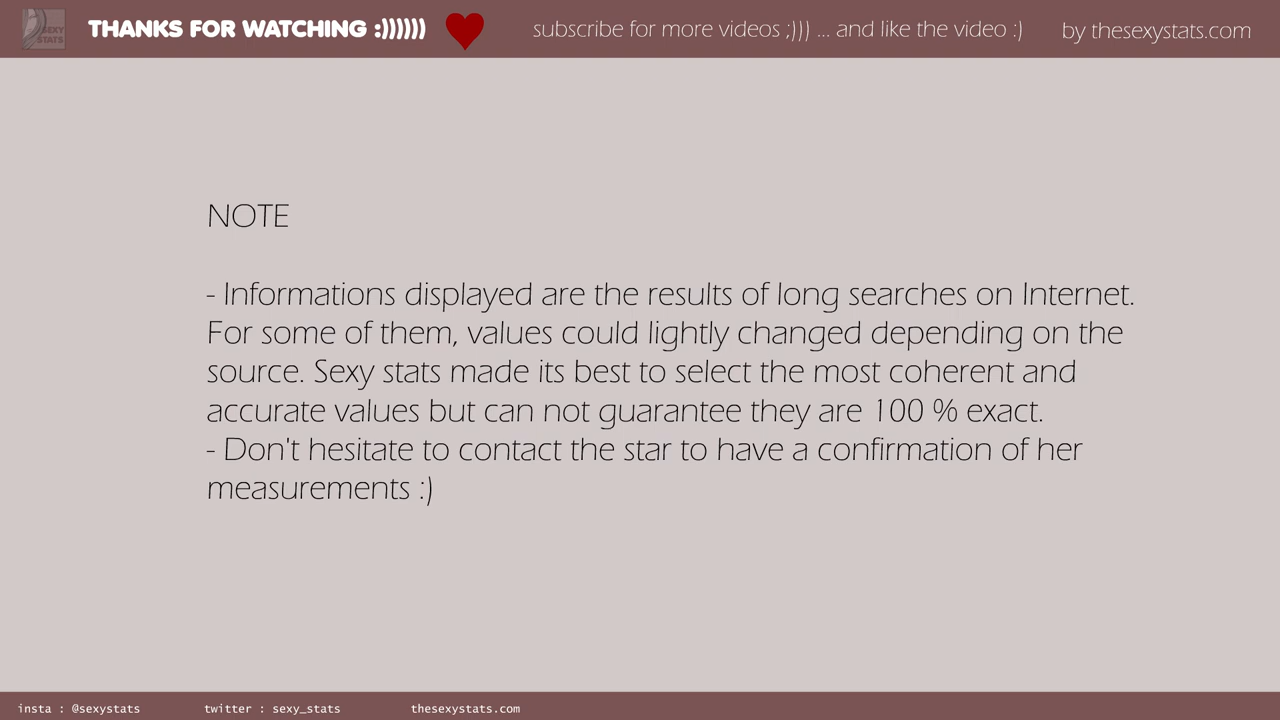 SEXY
STATS
THANKS FOR WATCHING :))))))
subscribe for more videos ;))) ... and like the video :)
by thesexystats.com
NOTE
- Informations displayed are the results of long searches on Internet.
For some of them, values could lightly changed depending on the
source. Sexy stats made its best to select the most coherent and
accurate values but can not guarantee they are 100 % exact.
- Don't hesitate to contact the star to have a confirmation of her
measurements :)
insta : @sexystats
twitter : sexy_stats
thesexystats.com